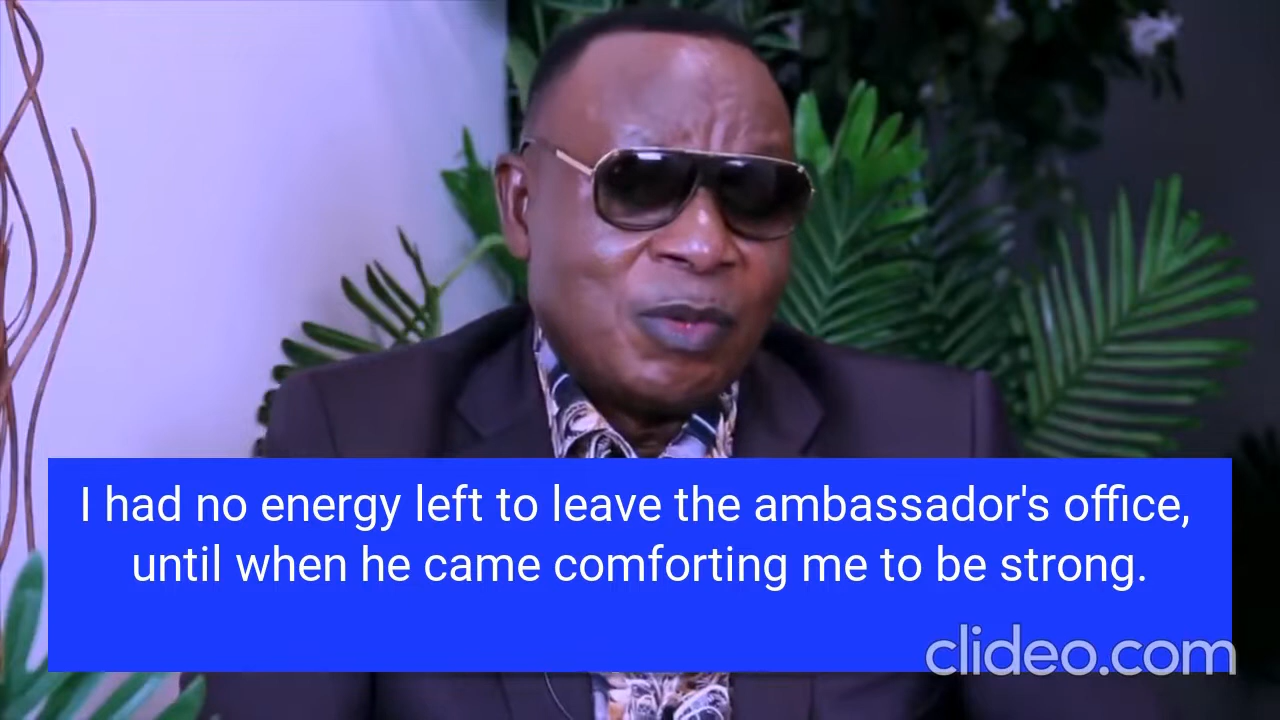 I had no energy left to leave the ambassador's office,
until when he came comforting me to be strong.
clideo.com